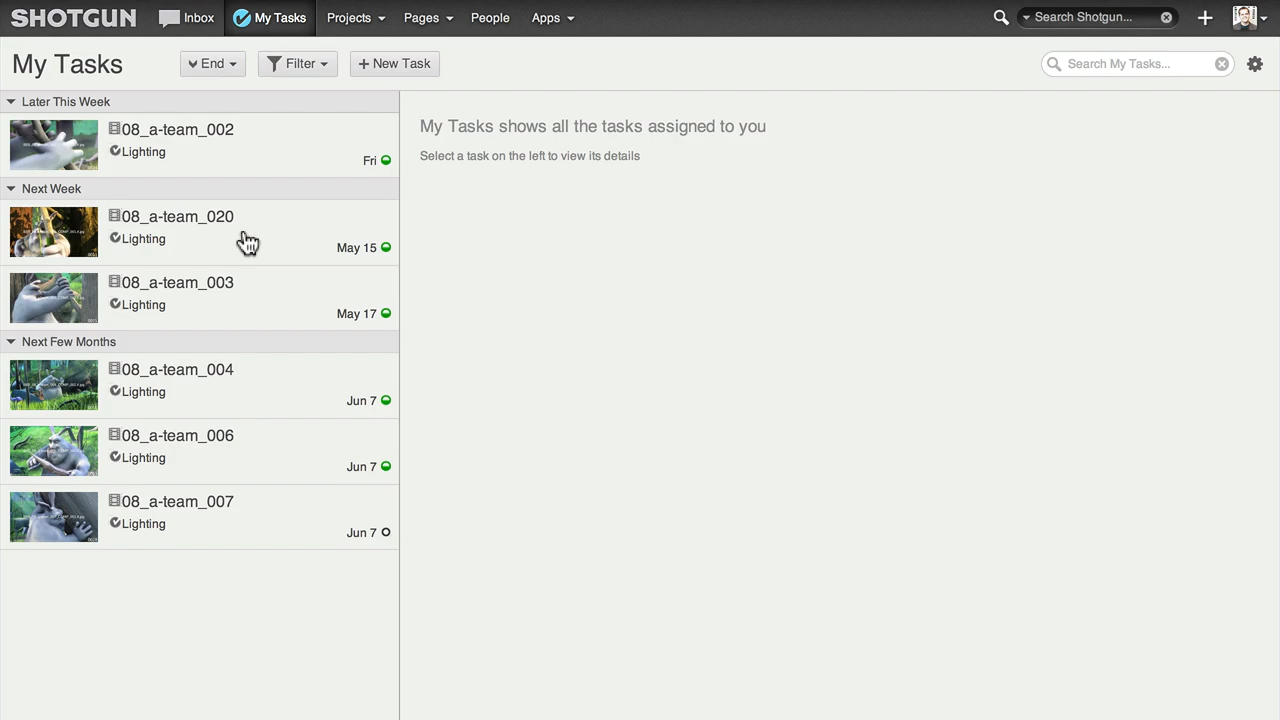 SHOTGUN Inbox My Tasks Projects Pages People Apps Search Shotgun...
My Tasks End Filter + New Task Search My Tasks...
Later This Week
08_a-team_002
Lighting
Fri
Next Week
08_a-team_020
Lighting
May 15
08_a-team_003
Lighting
May 17
Next Few Months
08_a-team_004
Lighting
Jun 7
08_a-team_006
Lighting
Jun 7
08_a-team_007
Lighting
Jun 7
My Tasks shows all the tasks assigned to you
Select a task on the left to view its details